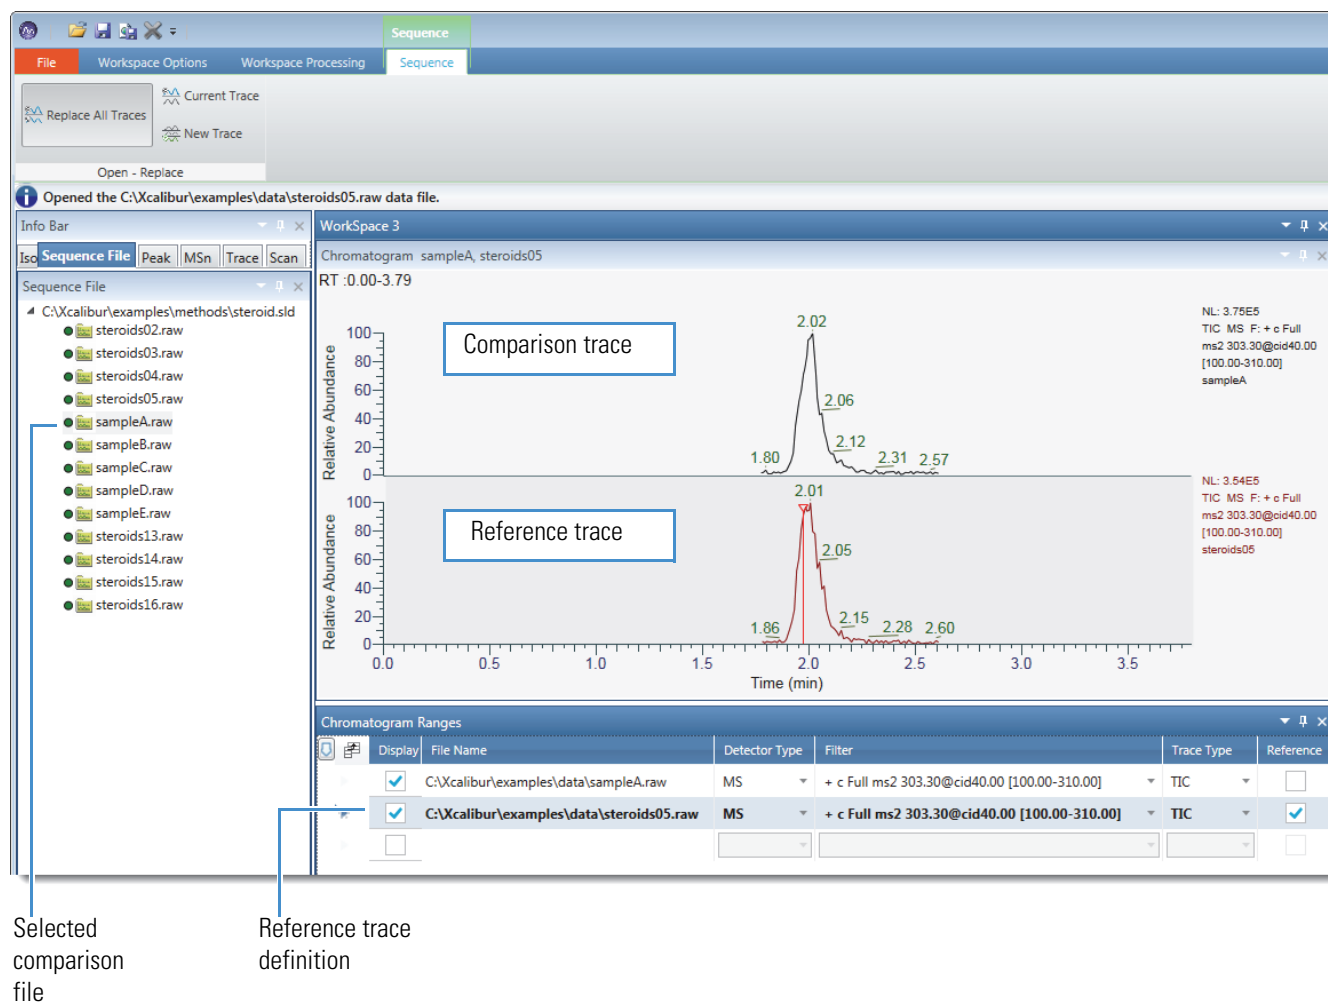 Sequence
File Workspace Options Workspace Processing Sequence
Replace All Traces
Current Trace
New Trace
Open - Replace
Opened the C:\Xcalibur\examples\data\steroids05.raw data file.
Info Bar
Iso Sequence File Peak MSn Trace Scan
Sequence File
C:\Xcalibur\examples\methods\steroid.sld
steroids02.raw
steroids03.raw
steroids04.raw
steroids05.raw
sampleA.raw
sampleB.raw
sampleC.raw
sampleD.raw
sampleE.raw
steroids13.raw
steroids14.raw
steroids15.raw
steroids16.raw
WorkSpace 3
Chromatogram sampleA, steroids05
RT :0.00-3.79
Comparison trace
Relative Abundance
100
80
60
40
20
0
2.02
2.06
2.12
1.80
2.31
2.57
NL: 3.75E5
TIC MS F: + c Full
ms2 303.30@cid40.00
[100.00-310.00]
sampleA
Reference trace
Relative Abundance
100
80
60
40
20
0
2.01
2.05
2.15
1.86
2.28
2.60
NL: 3.54E5
TIC MS F: + c Full
ms2 303.30@cid40.00
[100.00-310.00]
steroids05
0.0 0.5 1.0 1.5 2.0 2.5 3.0 3.5
Time (min)
Chromatogram Ranges
Display File Name Detector Type Filter Trace Type Reference
C:\Xcalibur\examples\data\sampleA.raw MS + c Full ms2 303.30@cid40.00 [100.00-310.00] TIC
C:\Xcalibur\examples\data\steroids05.raw MS + c Full ms2 303.30@cid40.00 [100.00-310.00] TIC
Selected
comparison
file
Reference trace
definition